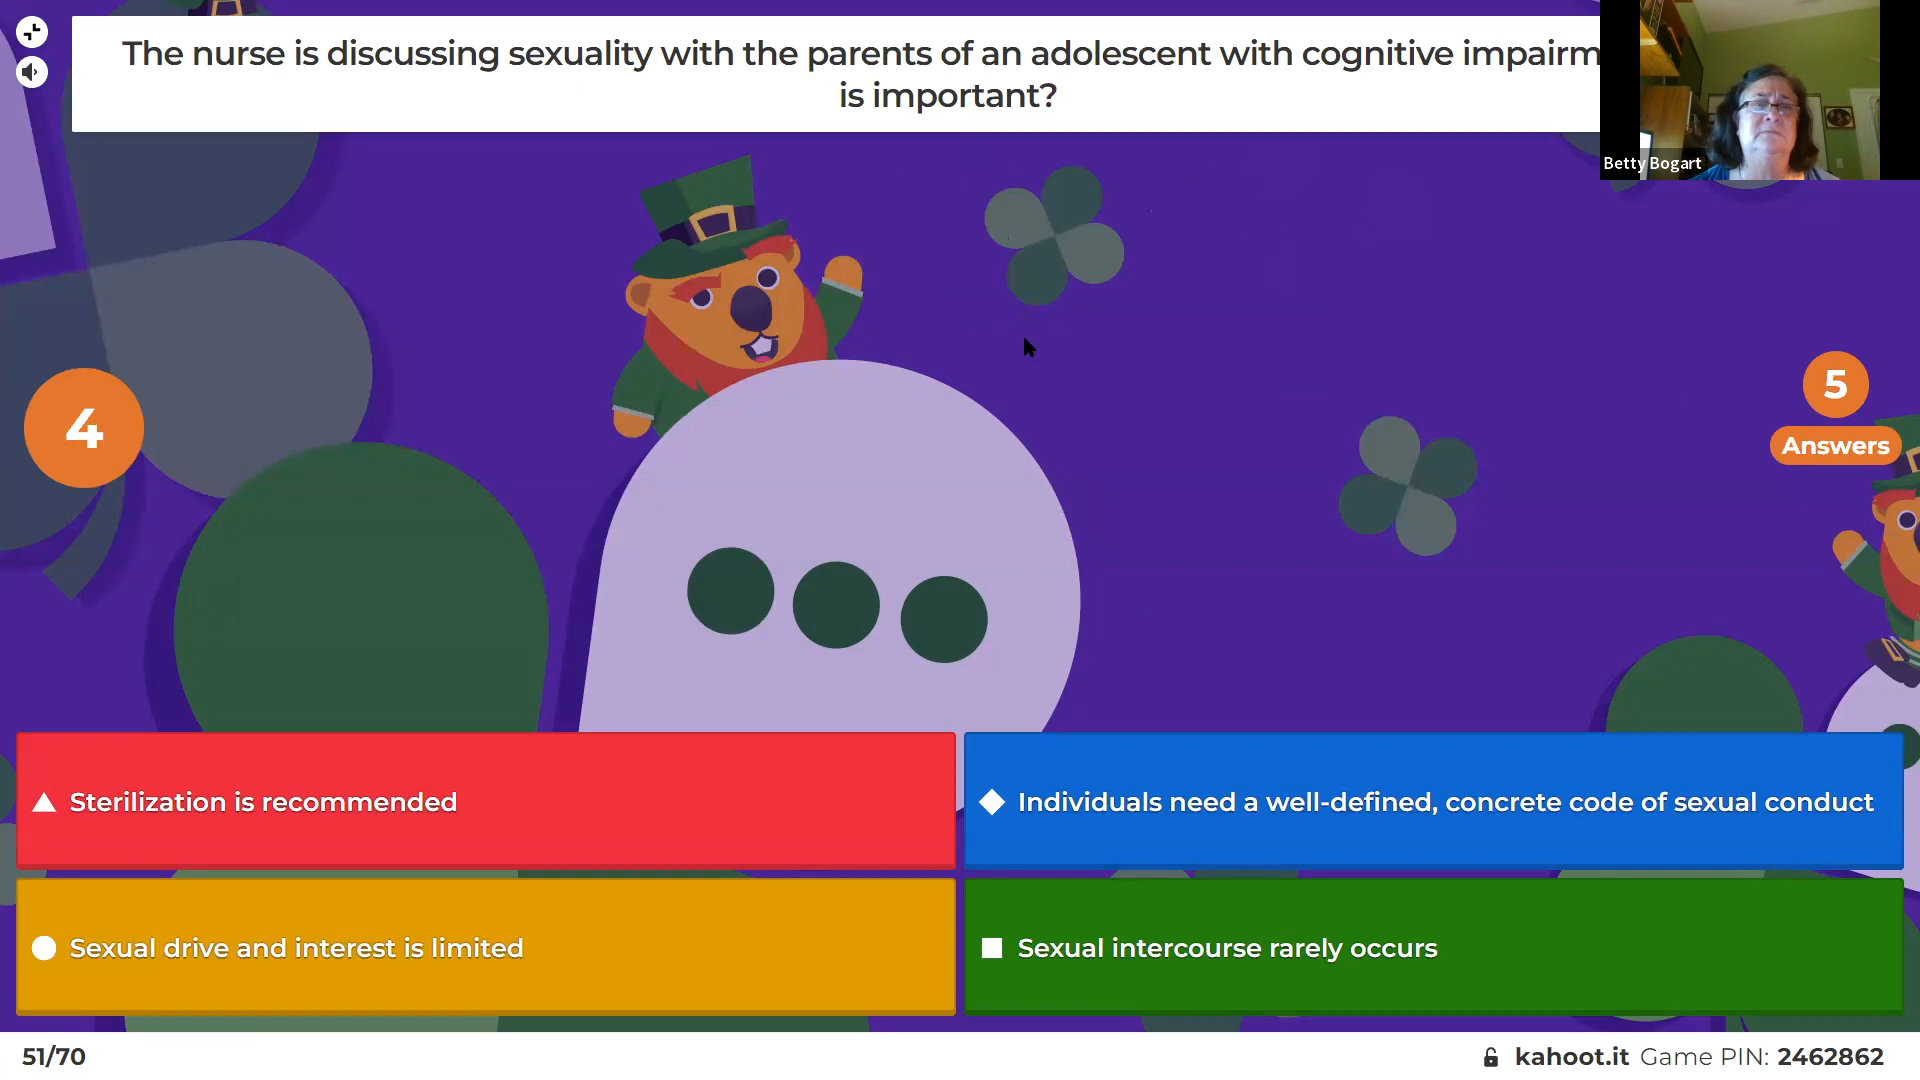 The nurse is discussing sexuality with the parents of an adolescent with cognitive
is important?
Betty Bogart
4
5
Answers
Sterilization is recommended
Individuals need a well-defined, concrete code of sexual conduct
Sexual drive and interest is limited
Sexual intercourse rarely occurs
51/70
kahoot.it Game PIN: 2462862